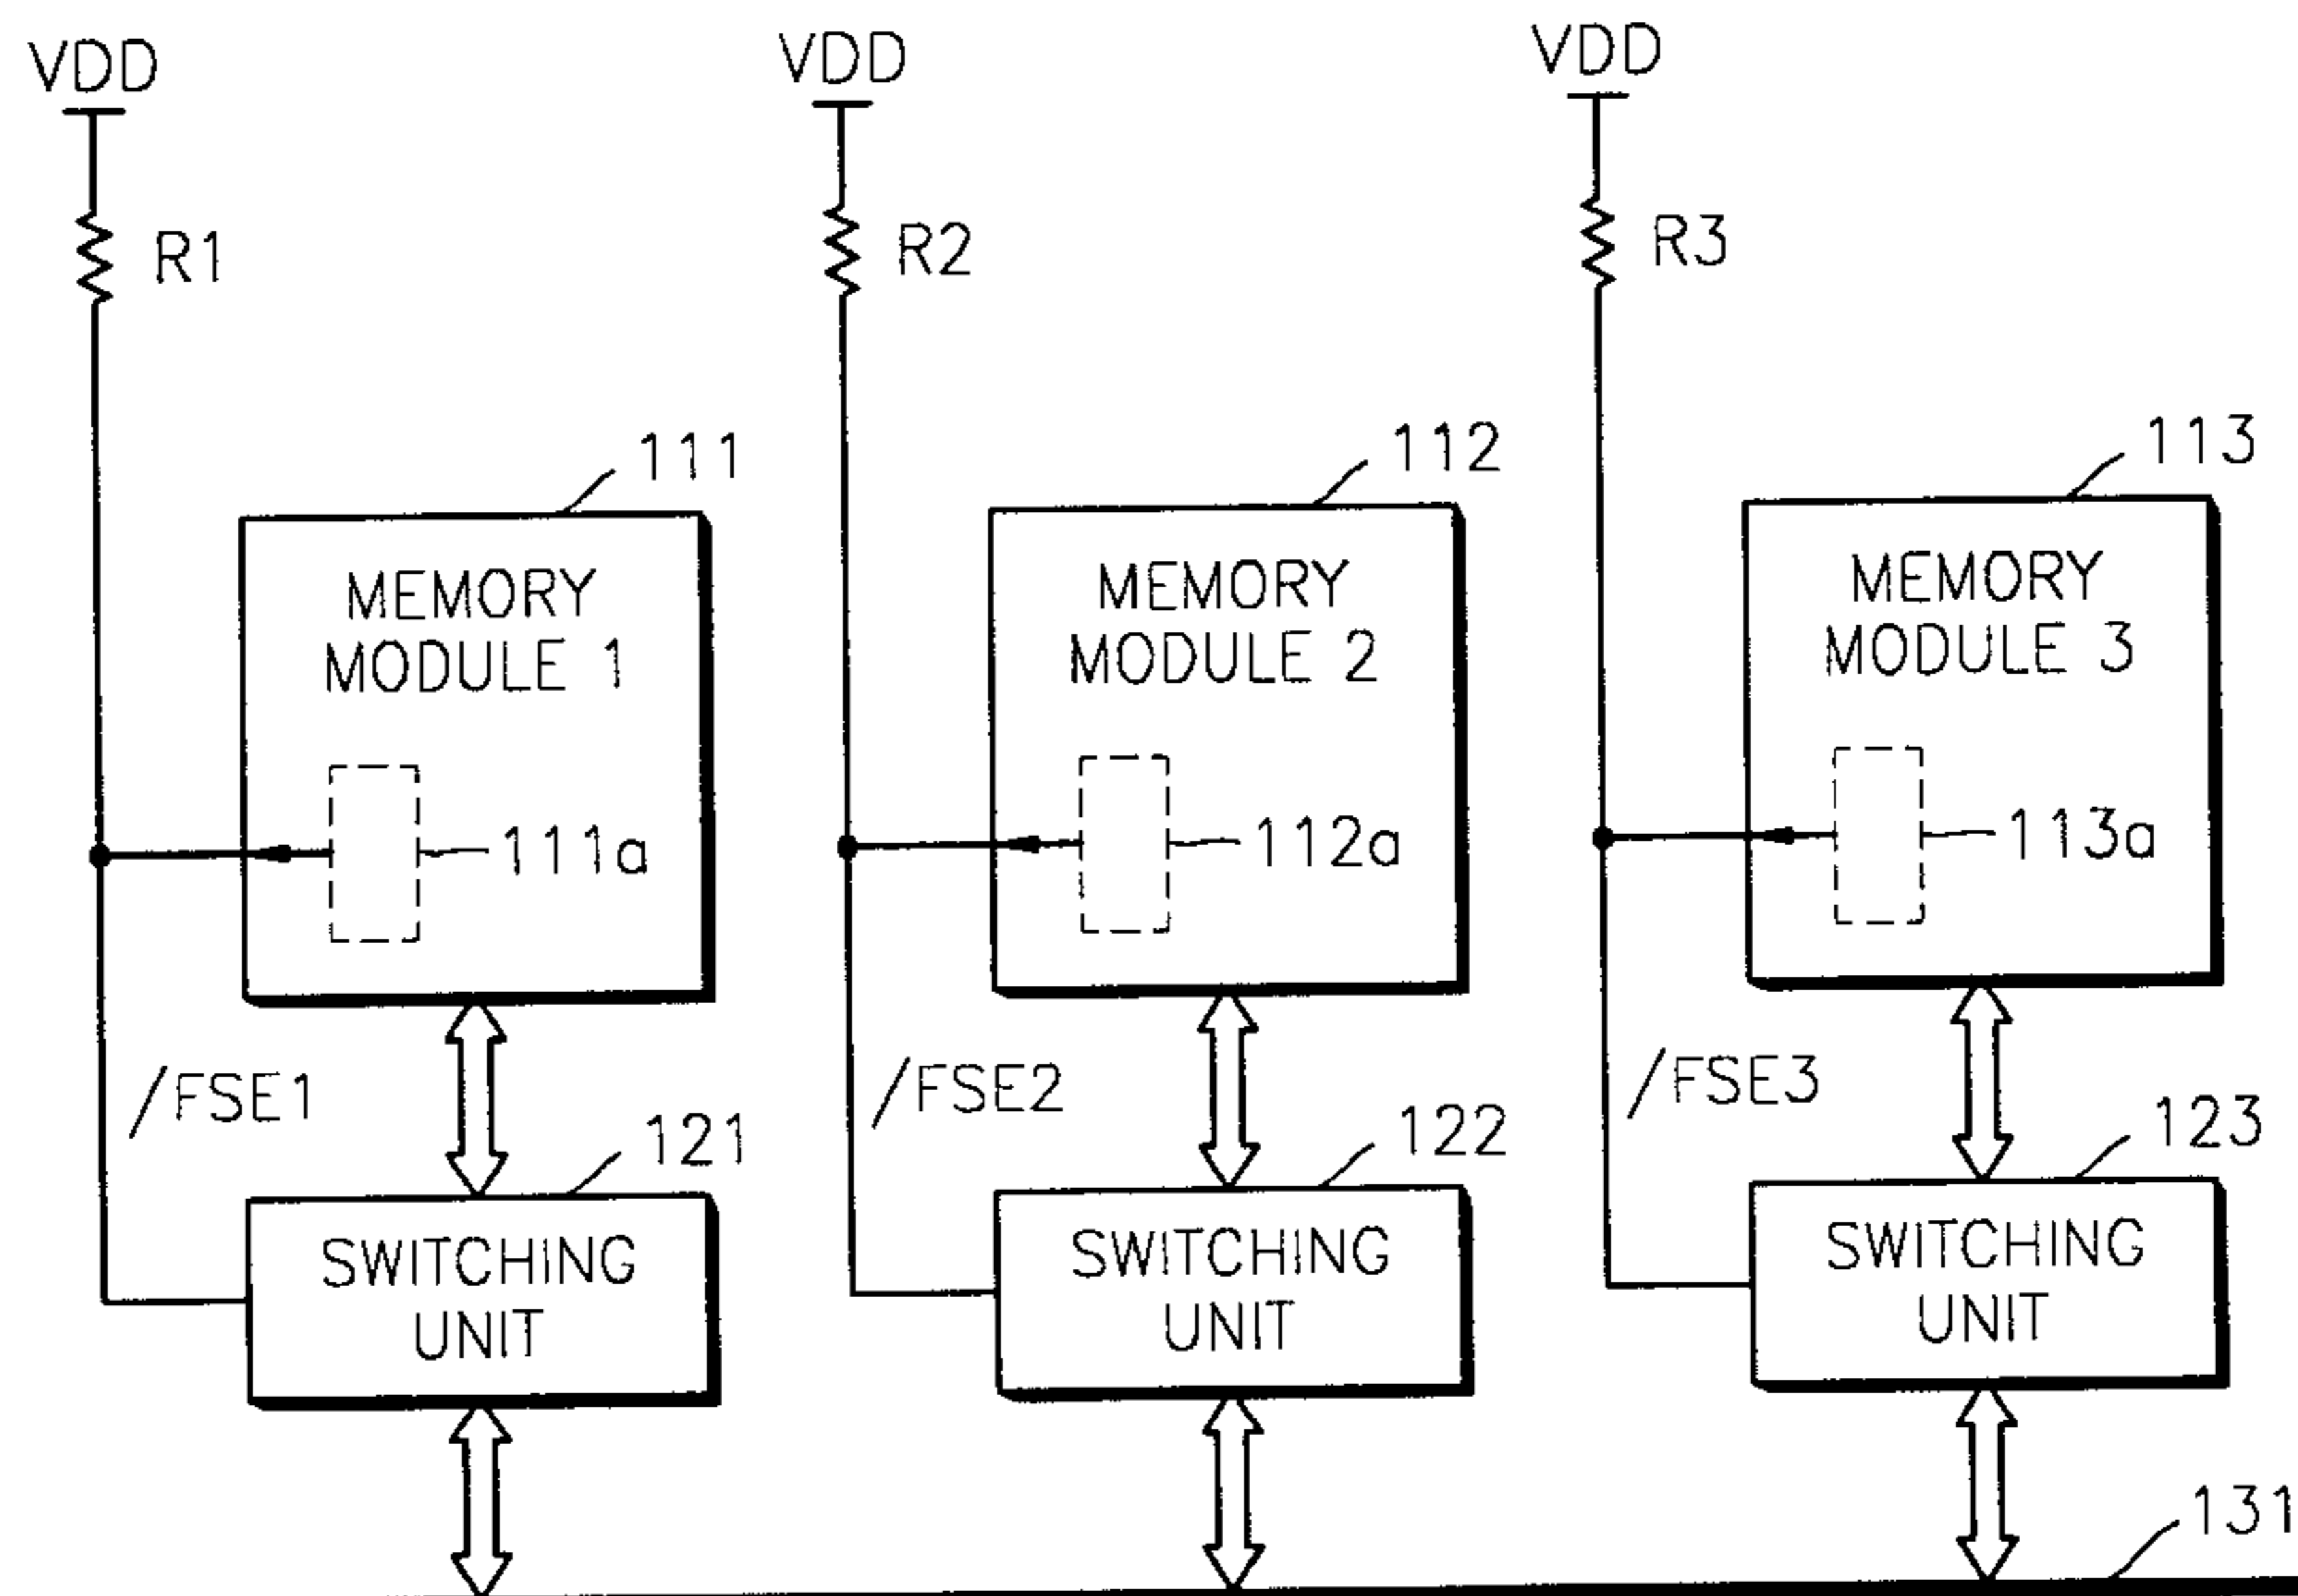 VDD
VDD
VDD
R1
R2
R3
111
112
113
MEMORY
MODULE 1
MEMORY
MODULE 2
MEMORY
MODULE 3
111a
112a
113a
/FSE1
/FSE2
/FSE3
121
122
123
SWITCHING
UNIT
SWITCHING
UNIT
SWITCHING
UNIT
131